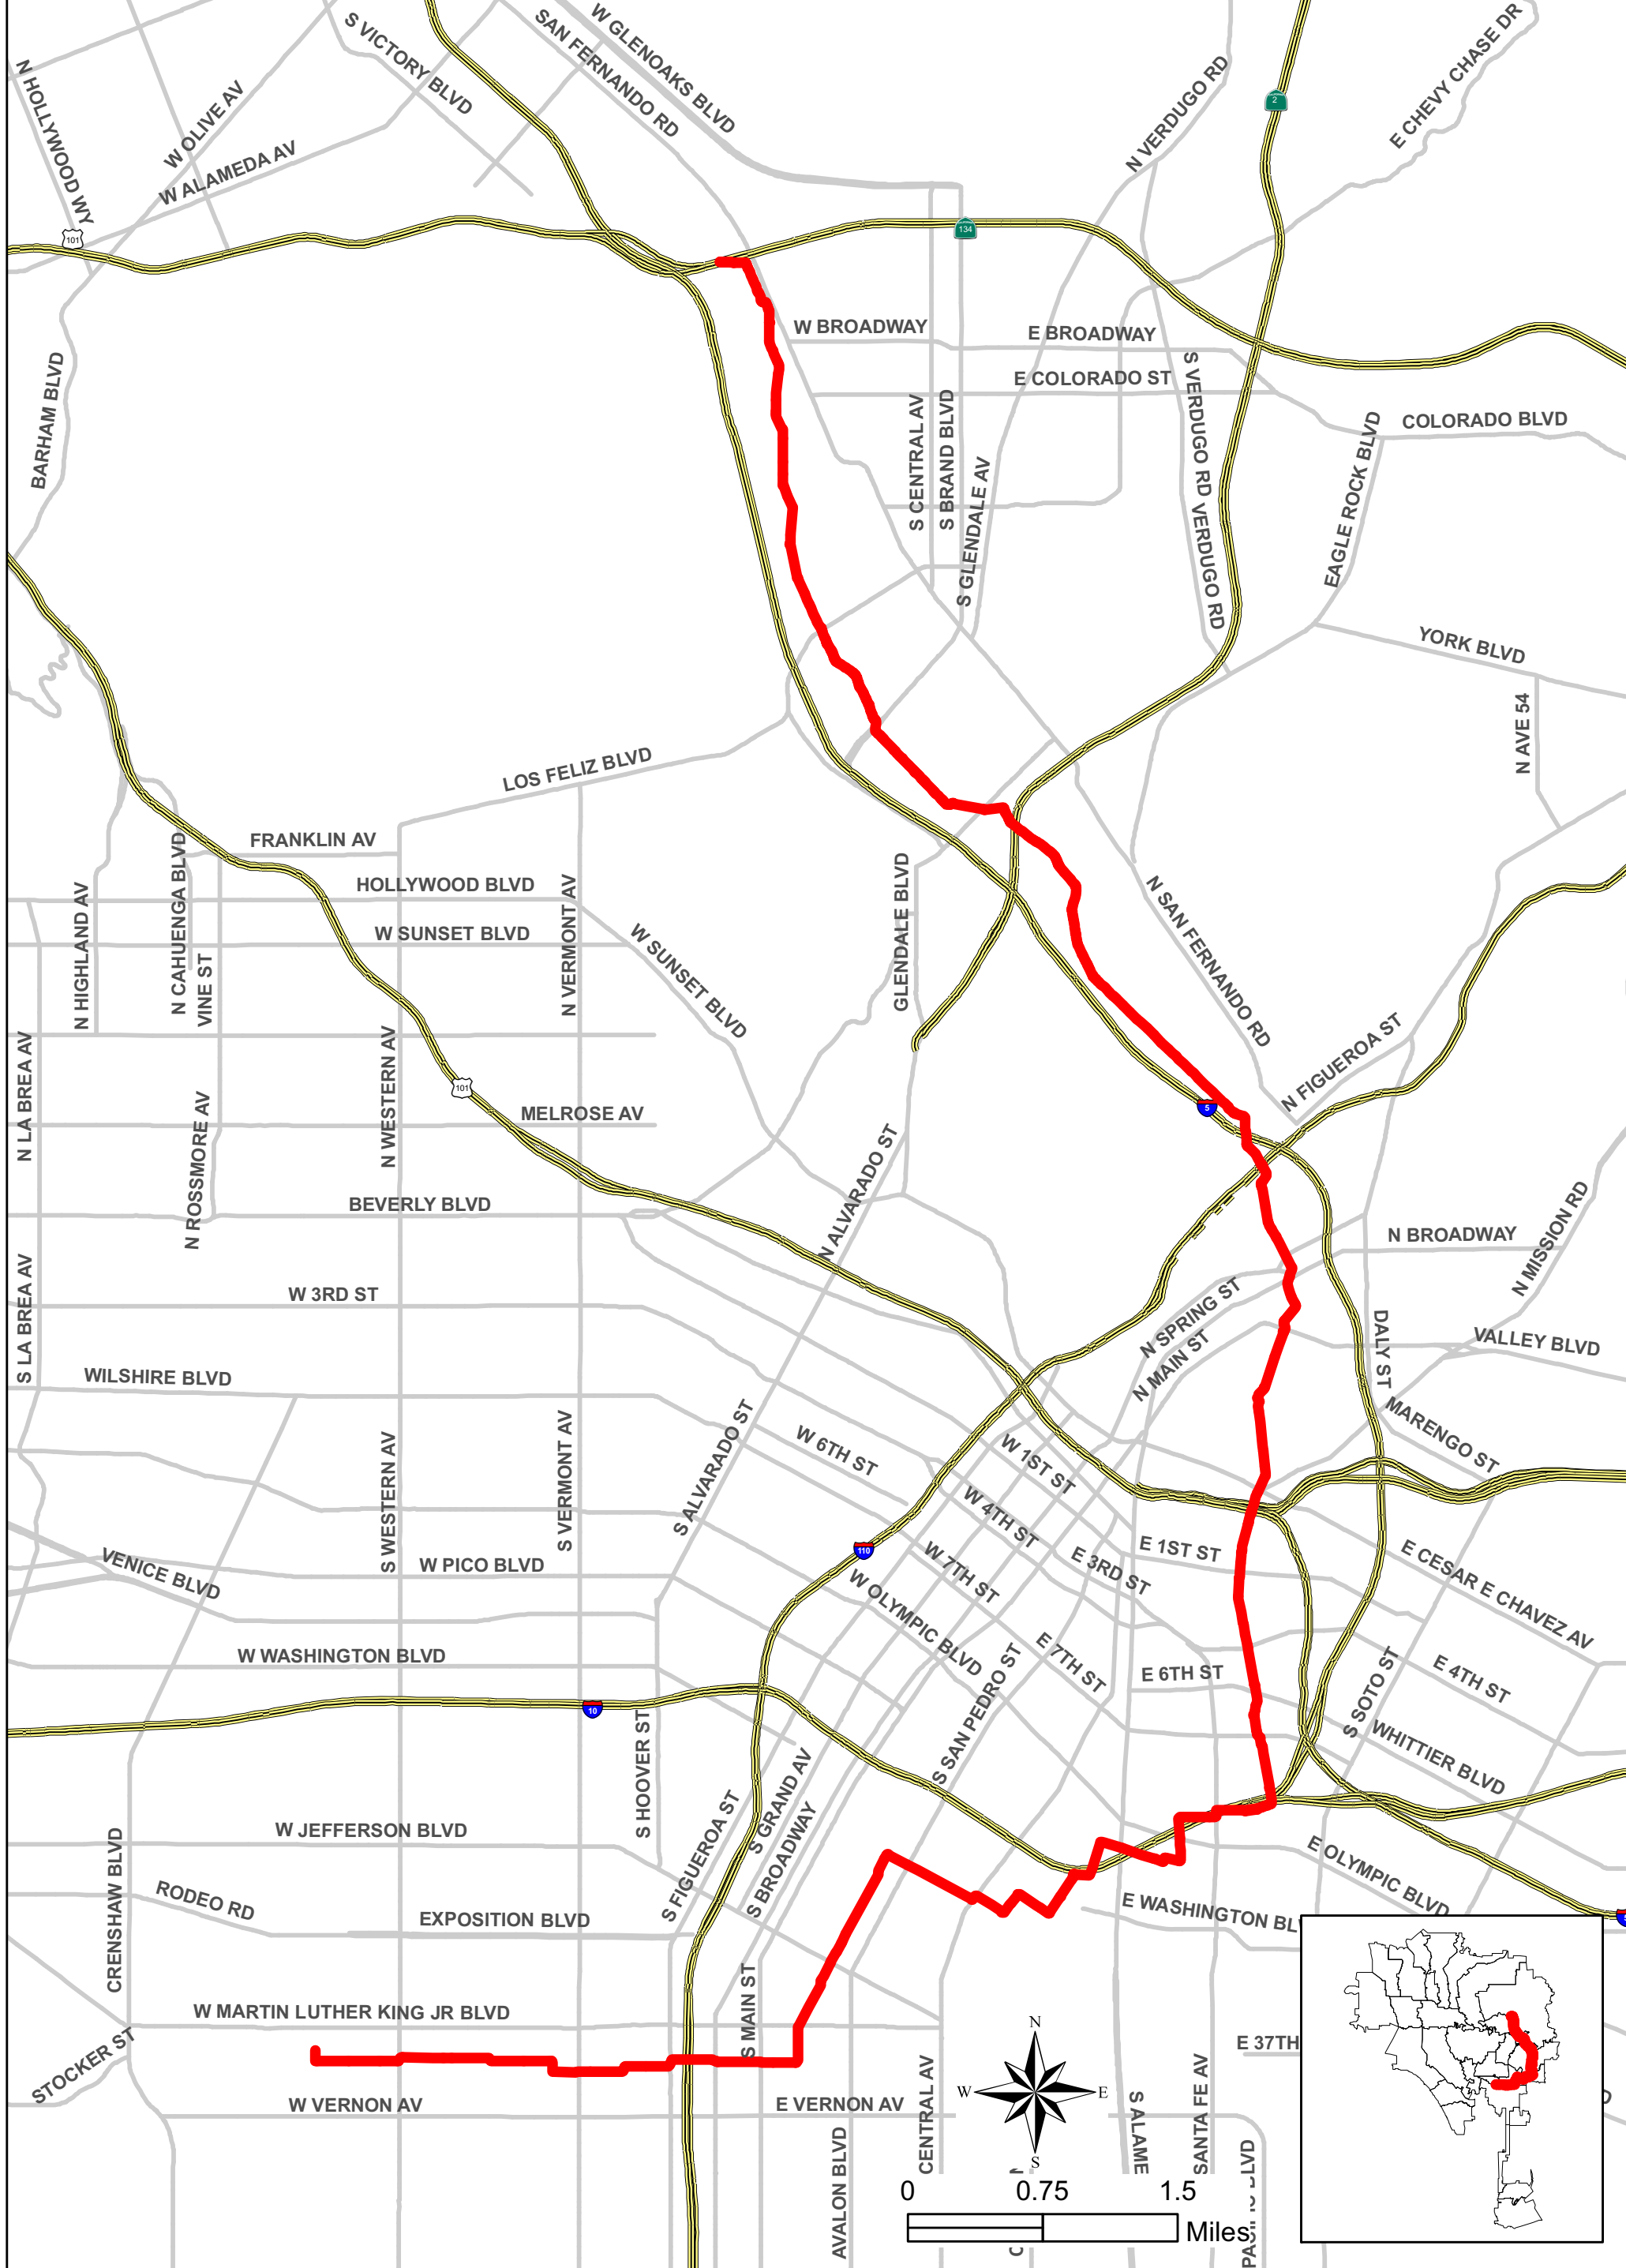 W GLENOAKS BLVD
SAN FERNANDO RD
S VICTORY BLVD
E CHEVY CHASE DR
N HOLLYWOOD WY
W OLIVE AV
N VERDUGO RD
2
W ALAMEDA AV
101
134
W BROADWAY
E BROADWAY
E COLORADO ST
S VERDUGO RD
VERDUGO RD
BARHAM BLVD
S CENTRAL AV
S BRAND BLVD
S GLENDALE AV
COLORADO BLVD
EAGLE ROCK BLVD
YORK BLVD
N AVE 54
LOS FELIZ BLVD
FRANKLIN AV
HOLLYWOOD BLVD
W SUNSET BLVD
W SUNSET BLVD
N HIGHLAND AV
N CAHUENGA BLVD
VINE ST
N VERMONT AV
GLENDALE BLVD
N SAN FERNANDO RD
N LA BREA AV
N WESTERN AV
101
N FIGUEROA ST
5
N ROSSMORE AV
MELROSE AV
N ALVARADO ST
BEVERLY BLVD
N BROADWAY
N MISSION RD
S LA BREA AV
W 3RD ST
N SPRING ST
N MAIN ST
DALY ST
VALLEY BLVD
WILSHIRE BLVD
MARENGO ST
S WESTERN AV
S VERMONT AV
S ALVARADO ST
W 6TH ST
W 1ST ST
W 4TH ST
110
W 7TH ST
E 3RD ST
E 1ST ST
E CESAR E CHAVEZ AV
VENICE BLVD
W PICO BLVD
W OLYMPIC BLVD
W WASHINGTON BLVD
E 7TH ST
E 6TH ST
S SAN PEDRO ST
S SOTO ST
E 4TH ST
10
WHITTIER BLVD
S HOOVER ST
S GRAND AV
S FIGUEROA ST
S BROADWAY
CRENSHAW BLVD
W JEFFERSON BLVD
E OLYMPIC BLVD
RODEO RD
EXPOSITION BLVD
E WASHINGTON BLV
S MAIN ST
W MARTIN LUTHER KING JR BLVD
STOCKER ST
E 37TH
W VERNON AV
E VERNON AV
AVALON BLVD
CENTRAL AV
S ALAME
SANTA FE AV
N
W E
S
0 0.75 1.5
Miles